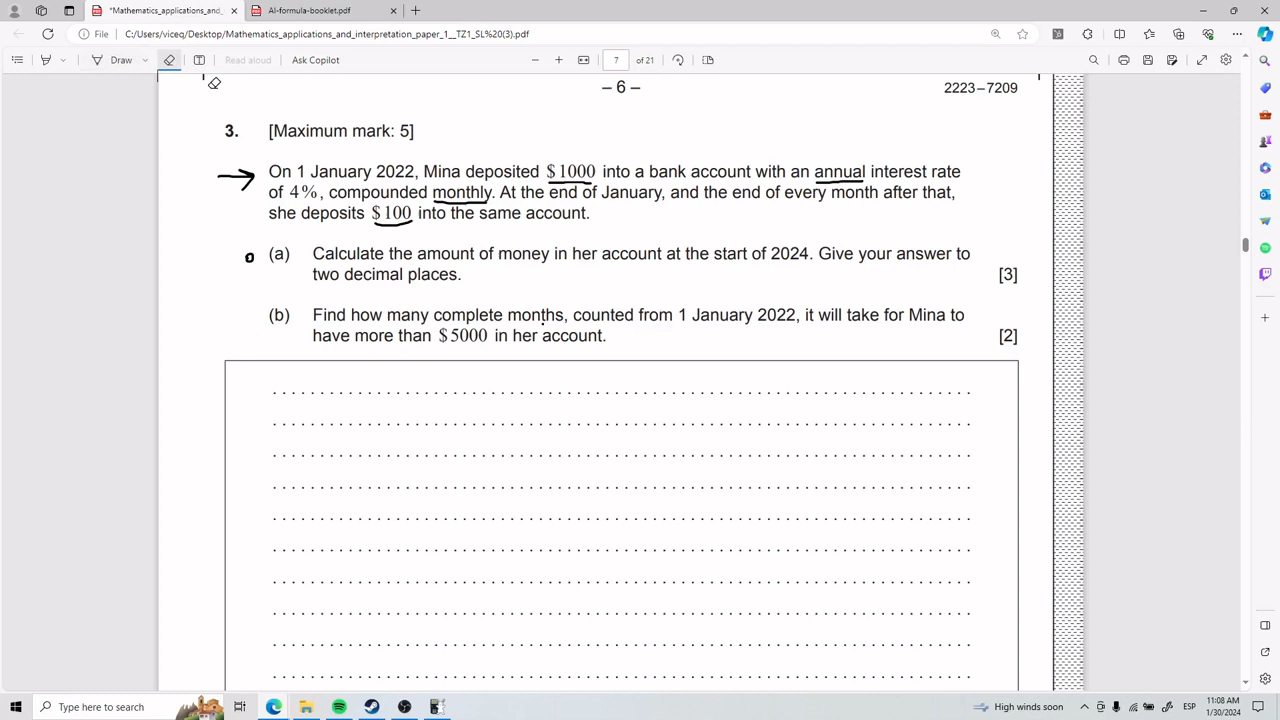 *Mathematics_applications_and_
AI-formula-booklet.pdf
File
C:/Users/viceq/Desktop/Mathematics_applications_and_interpretation_paper_1__TZ1_SL%20(3).pdf
Draw
Read aloud
Ask Copilot
7
of 21
– 6 –
2223–7209
3. [Maximum mark: 5]
On 1 January 2022, Mina deposited $1000 into a bank account with an annual interest rate
of 4%, compounded monthly. At the end of January, and the end of every month after that,
she deposits $100 into the same account.
(a) Calculate the amount of money in her account at the start of 2024. Give your answer to
two decimal places. [3]
(b) Find how many complete months, counted from 1 January 2022, it will take for Mina to
have more than $5000 in her account. [2]
Type here to search
High winds soon
ESP
11:08 AM
1/30/2024